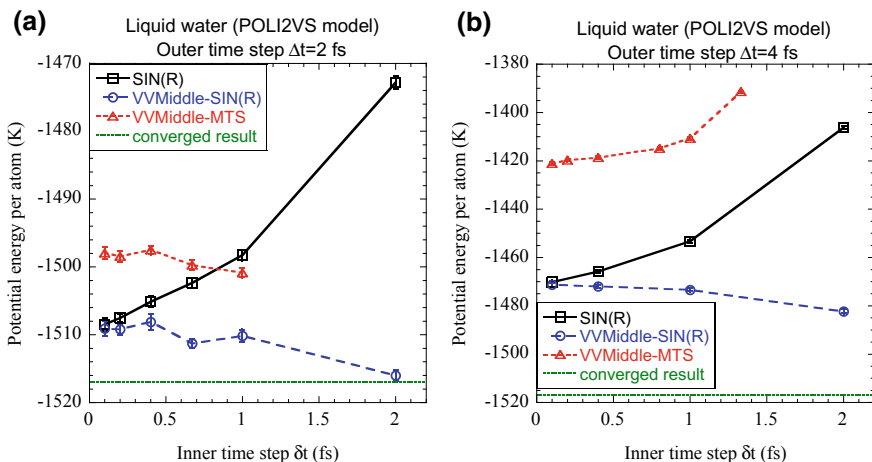 (a)
Liquid water (POLI2VS model)
Outer time step Δt=2 fs
-1470
-1480
-1490
-1500
-1510
-1520
Potential energy per atom (K)
SIN(R)
VVMiddle-SIN(R)
VVMiddle-MTS
converged result
0
0.5
1
1.5
2
Inner time step δt (fs)
(b)
Liquid water (POLI2VS model)
Outer time step Δt=4 fs
-1380
-1400
-1420
-1440
-1460
-1480
-1500
-1520
Potential energy per atom (K)
SIN(R)
VVMiddle-SIN(R)
VVMiddle-MTS
converged result
0
0.5
1
1.5
2
Inner time step δt (fs)